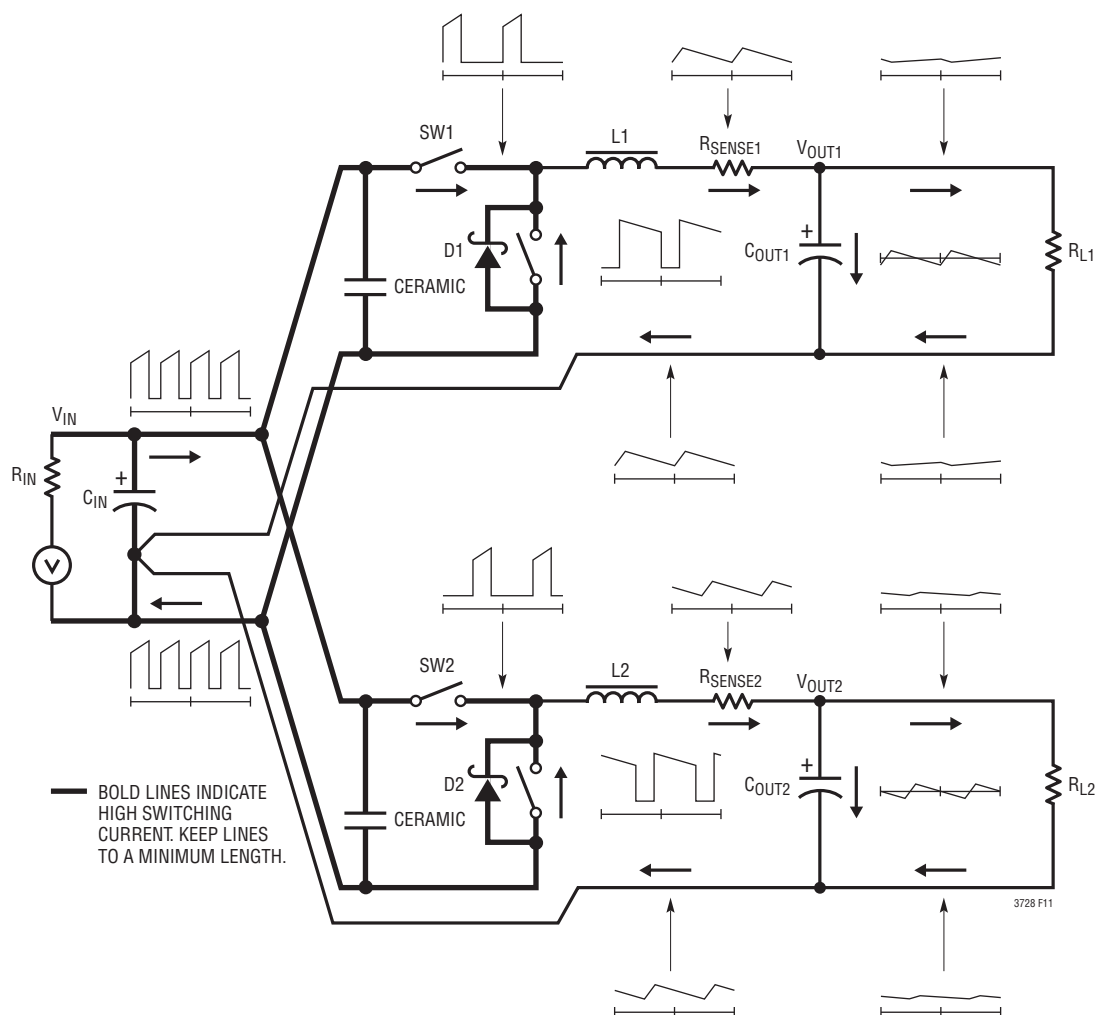 SW1
L1
RSENSE1
VOUT1
D1
CERAMIC
+
COUT1
RL1
VIN
RIN
+
CIN
V
SW2
L2
RSENSE2
VOUT2
D2
CERAMIC
+
COUT2
RL2
BOLD LINES INDICATE
HIGH SWITCHING
CURRENT. KEEP LINES
TO A MINIMUM LENGTH.
3728 F11